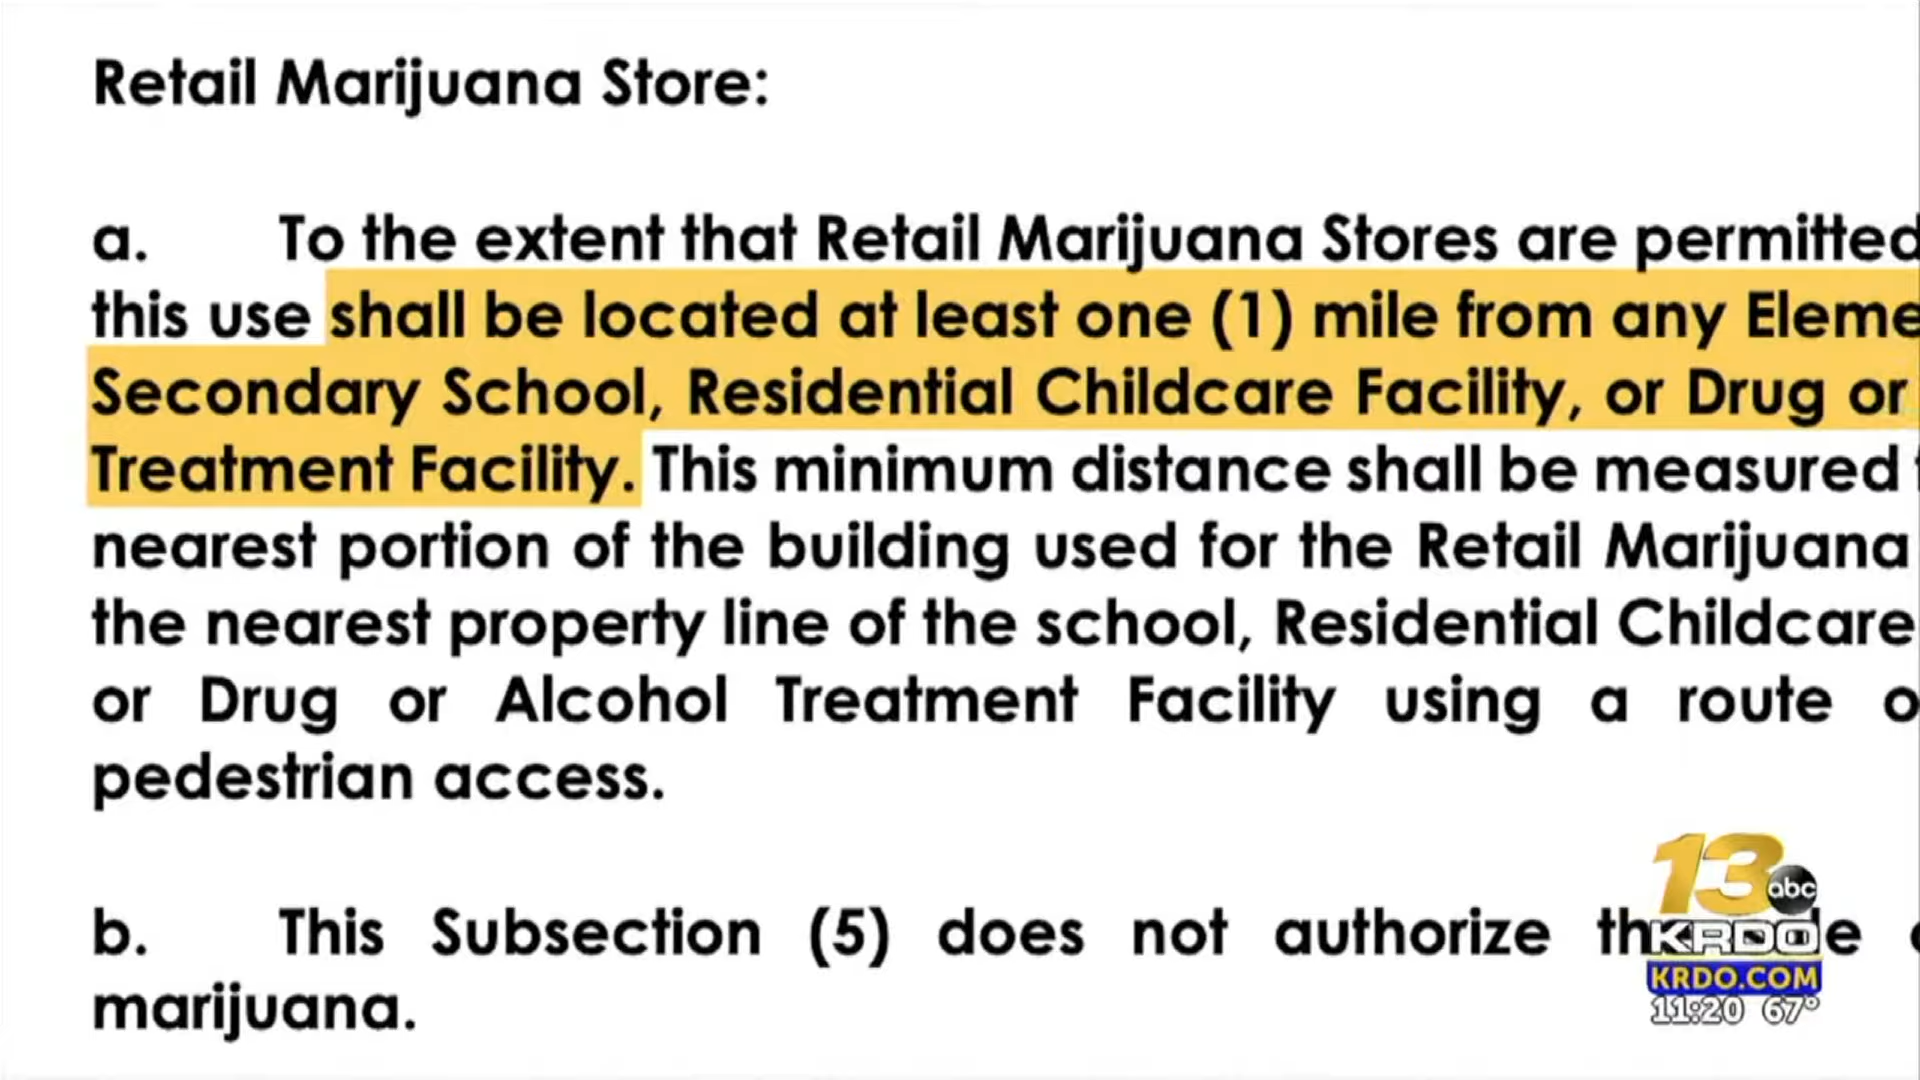 Retail Marijuana Store:
a. To the extent that Retail Marijuana Stores are permitted
this use shall be located at least one (1) mile from any Eleme
Secondary School, Residential Childcare Facility, or Drug or
Treatment Facility. This minimum distance shall be measured
nearest portion of the building used for the Retail Marijuana
the nearest property line of the school, Residential Childcare
or Drug or Alcohol Treatment Facility using a route o
pedestrian access.
b. This Subsection (5) does not authorize
marijuana.
13 abc
KRDO
KRDO.COM
11:20 67°